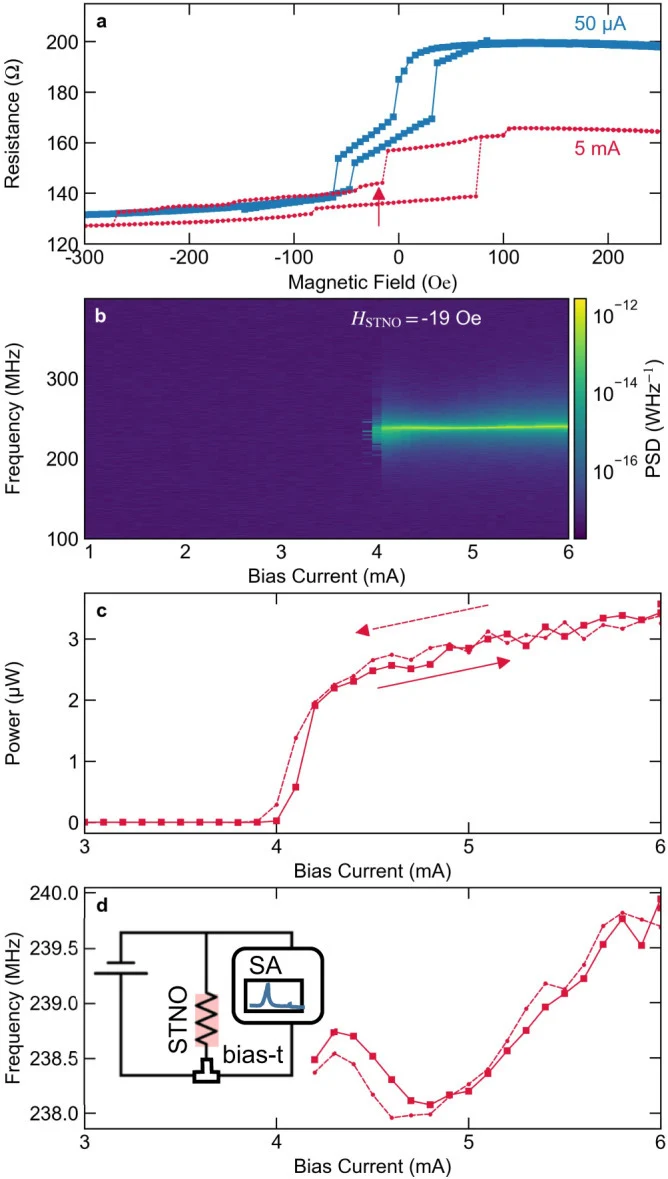 a
50 μA
5 mA
Resistance (Ω)
200
180
160
140
120
-300
-200
-100
0
100
200
Magnetic Field (Oe)
b
HSTNO = -19 Oe
Frequency (MHz)
300
200
100
1
2
3
4
5
6
Bias Current (mA)
10−12
10−14
10−16
PSD (WHz−1)
c
Power (μW)
3
2
1
0
3
4
5
6
Bias Current (mA)
d
Frequency (MHz)
240.0
239.5
239.0
238.5
238.0
SA
STNO
bias-t
3
4
5
6
Bias Current (mA)